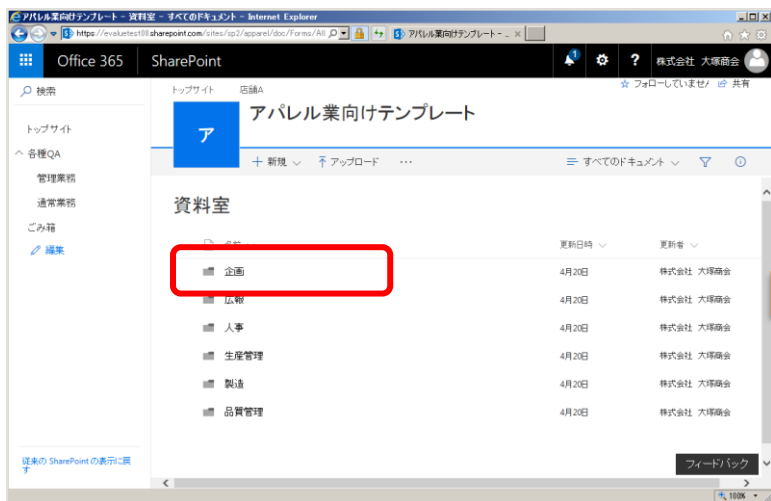 アパレル業向けテンプレート - 資料室 - すべてのドキュメント - Internet Explorer
sharepoint.com/sites/sp2/apparel/doc/Forms/All
アパレル業向けテンプレート - ...
Office 365
SharePoint
1
?
株式会社 大塚商会
検索
トップサイト
店舗A
フォローしていませ
共有
ア
アパレル業向けテンプレート
トップサイト
各種QA
管理業務
通常業務
ごみ箱
編集
+ 新規
アップロード
...
すべてのドキュメント
資料室
更新日時
更新者
企画
4月20日
株式会社 大塚商会
広報
4月20日
株式会社 大塚商会
人事
4月20日
株式会社 大塚商会
生産管理
4月20日
株式会社 大塚商会
製造
4月20日
株式会社 大塚商会
品質管理
4月20日
株式会社 大塚商会
従来の SharePoint の表示に戻
す
フィードバック
100%